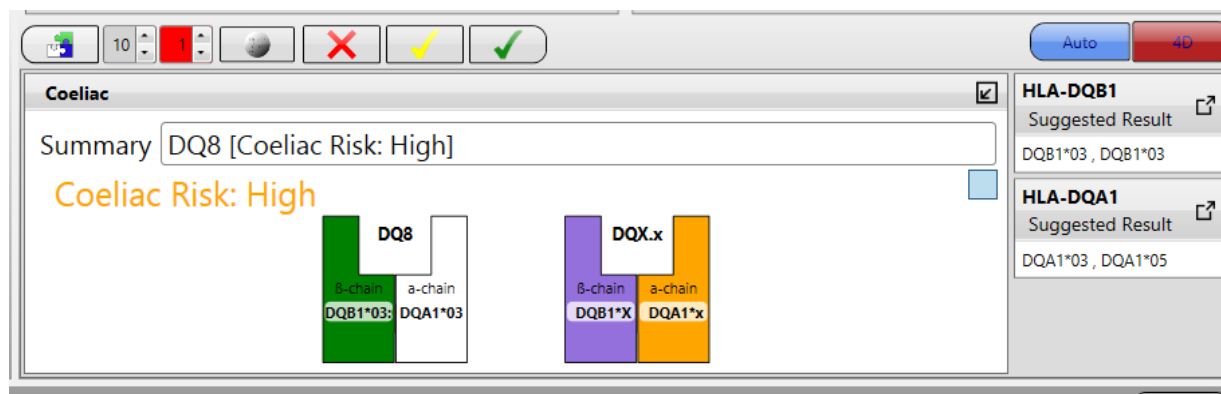 10
1
Auto
4D
Coeliac
Summary DQ8 [Coeliac Risk: High]
Coeliac Risk: High
DQ8
ß-chain
a-chain
DQB1*03:
DQA1*03
DQX.x
ß-chain
a-chain
DQB1*X
DQA1*x
HLA-DQB1
Suggested Result
DQB1*03 , DQB1*03
HLA-DQA1
Suggested Result
DQA1*03 , DQA1*05